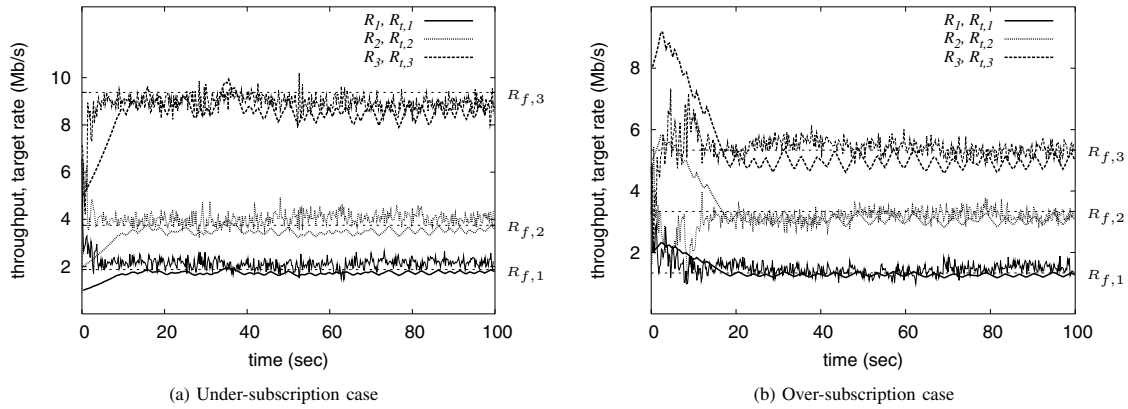 R1, Rt,1
R2, Rt,2
R3, Rt,3
throughput, target rate (Mb/s)
10
8
6
4
2
0 20 40 60 80 100
time (sec)
Rf,3
Rf,2
Rf,1
(a) Under-subscription case
R1, Rt,1
R2, Rt,2
R3, Rt,3
throughput, target rate (Mb/s)
8
6
4
2
0 20 40 60 80 100
time (sec)
Rf,3
Rf,2
Rf,1
(b) Over-subscription case